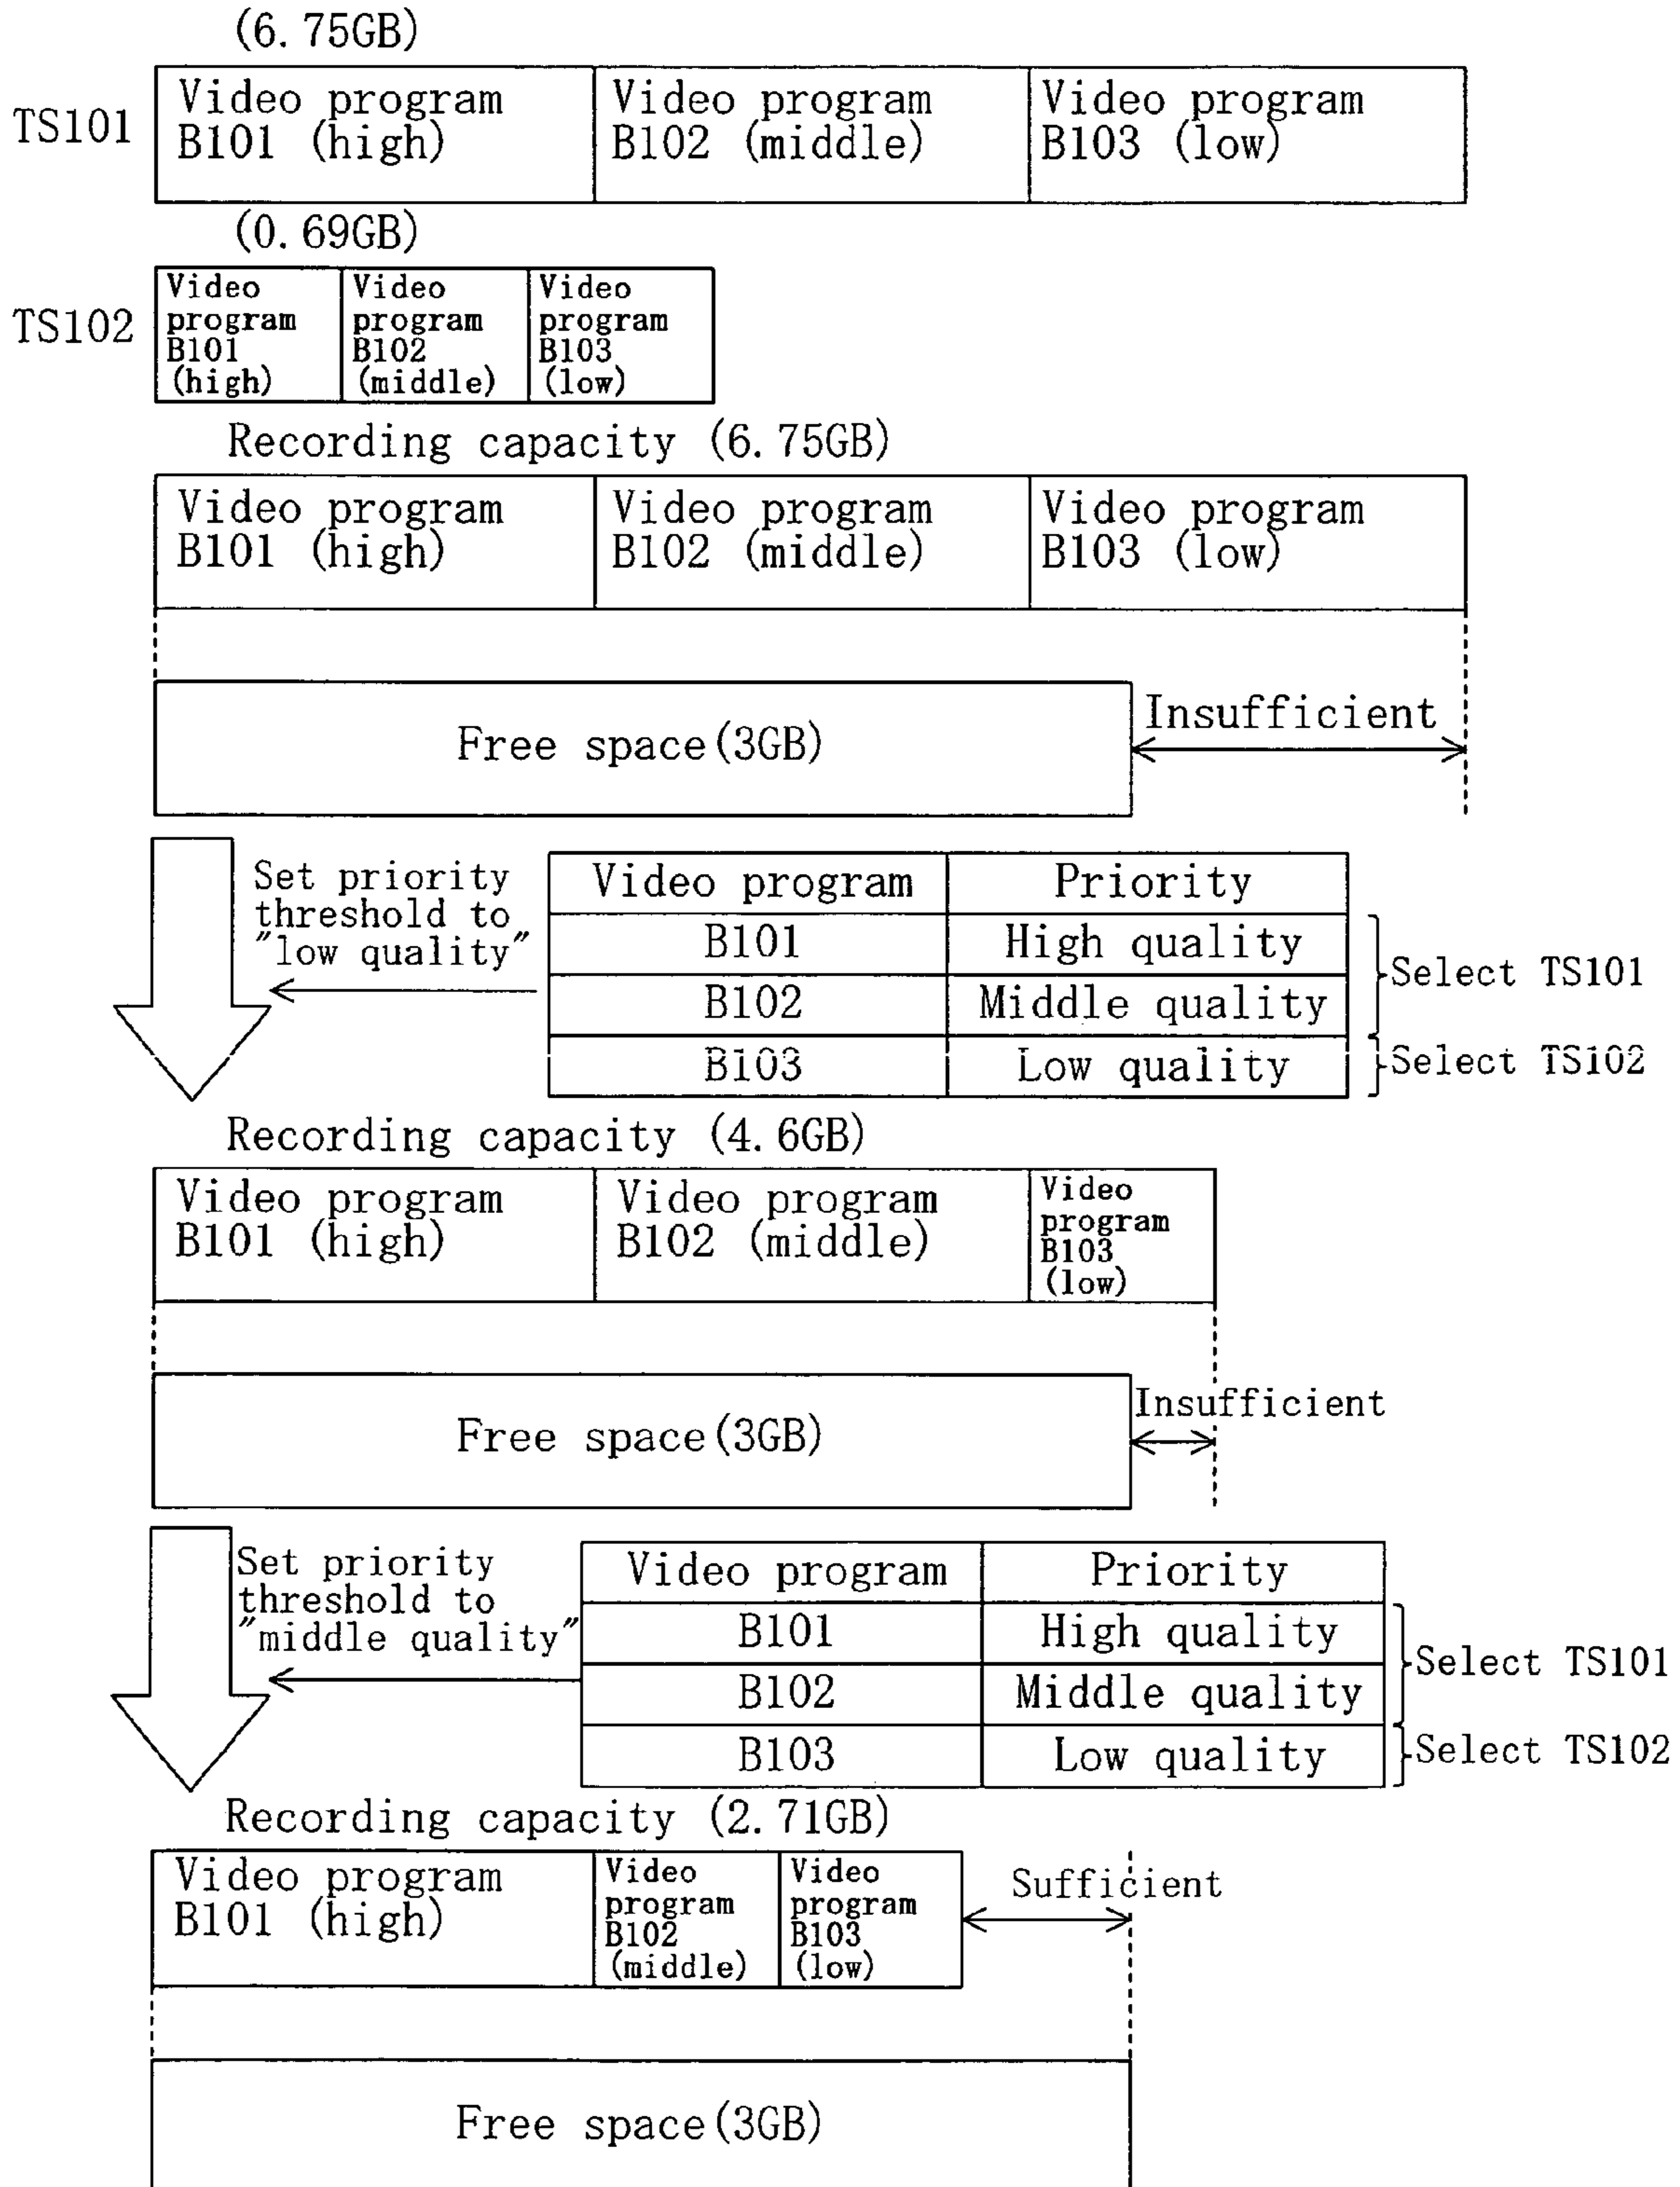 (6.75GB)
TS101
Video program
B101 (high)
Video program
B102 (middle)
Video program
B103 (low)
(0.69GB)
TS102
Video
program
B101
(high)
Video
program
B102
(middle)
Video
program
B103
(low)
Recording capacity (6.75GB)
Video program
B101 (high)
Video program
B102 (middle)
Video program
B103 (low)
Free space(3GB)
Insufficient
Set priority
threshold to
"low quality"
Video program Priority
B101 High quality
B102 Middle quality
B103 Low quality
Select TS101
Select TS102
Recording capacity (4.6GB)
Video program
B101 (high)
Video program
B102 (middle)
Video
program
B103
(low)
Free space(3GB)
Insufficient
Set priority
threshold to
"middle quality"
Video program Priority
B101 High quality
B102 Middle quality
B103 Low quality
Select TS101
Select TS102
Recording capacity (2.71GB)
Video program
B101 (high)
Video
program
B102
(middle)
Video
program
B103
(low)
Sufficient
Free space(3GB)